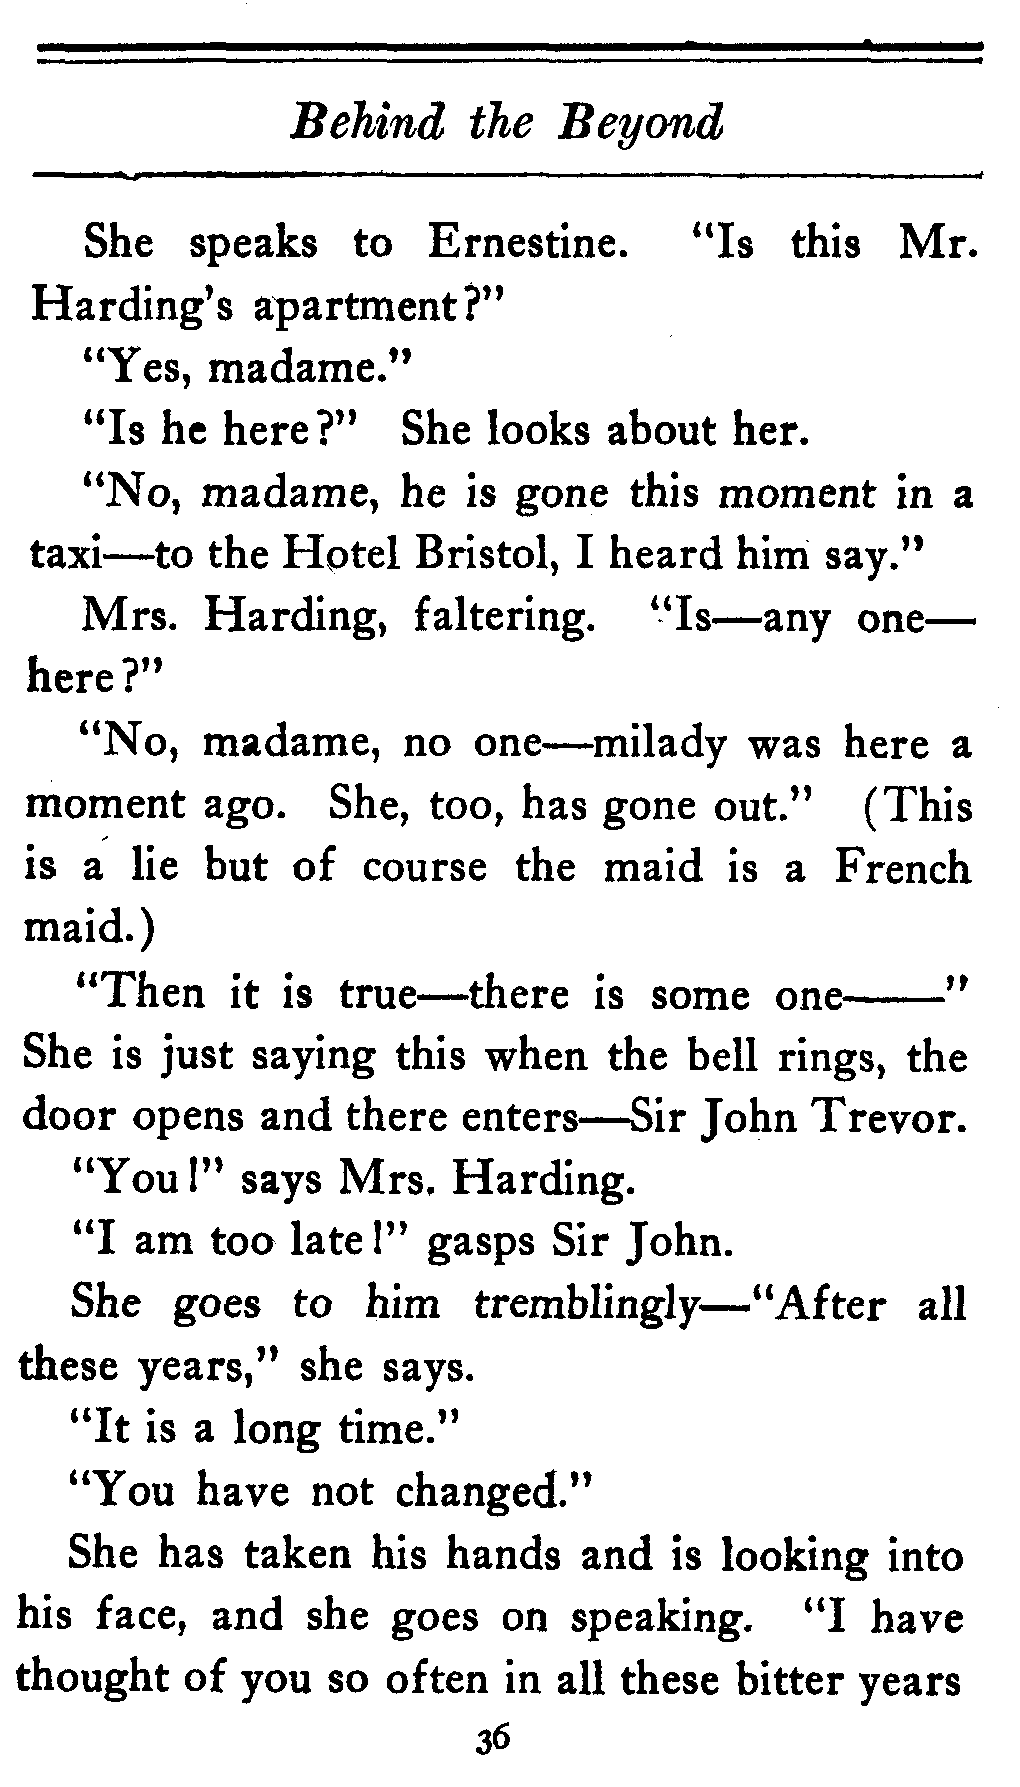 Behind the Beyond
She speaks to Ernestine. "Is this Mr.
Harding's apartment?"
"Yes, madame."
"Is he here?" She looks about her.
"No, madame, he is gone this moment in a
taxi—to the Hotel Bristol, I heard him say."
Mrs. Harding, faltering. "Is—any one—
here?"
"No, madame, no one—milady was here a
moment ago. She, too, has gone out." (This
is a lie but of course the maid is a French
maid.)
"Then it is true—there is some one——"
She is just saying this when the bell rings, the
door opens and there enters—Sir John Trevor.
"You!" says Mrs. Harding.
"I am too late!" gasps Sir John.
She goes to him tremblingly—"After all
these years," she says.
"It is a long time."
"You have not changed."
She has taken his hands and is looking into
his face, and she goes on speaking. "I have
thought of you so often in all these bitter years
36